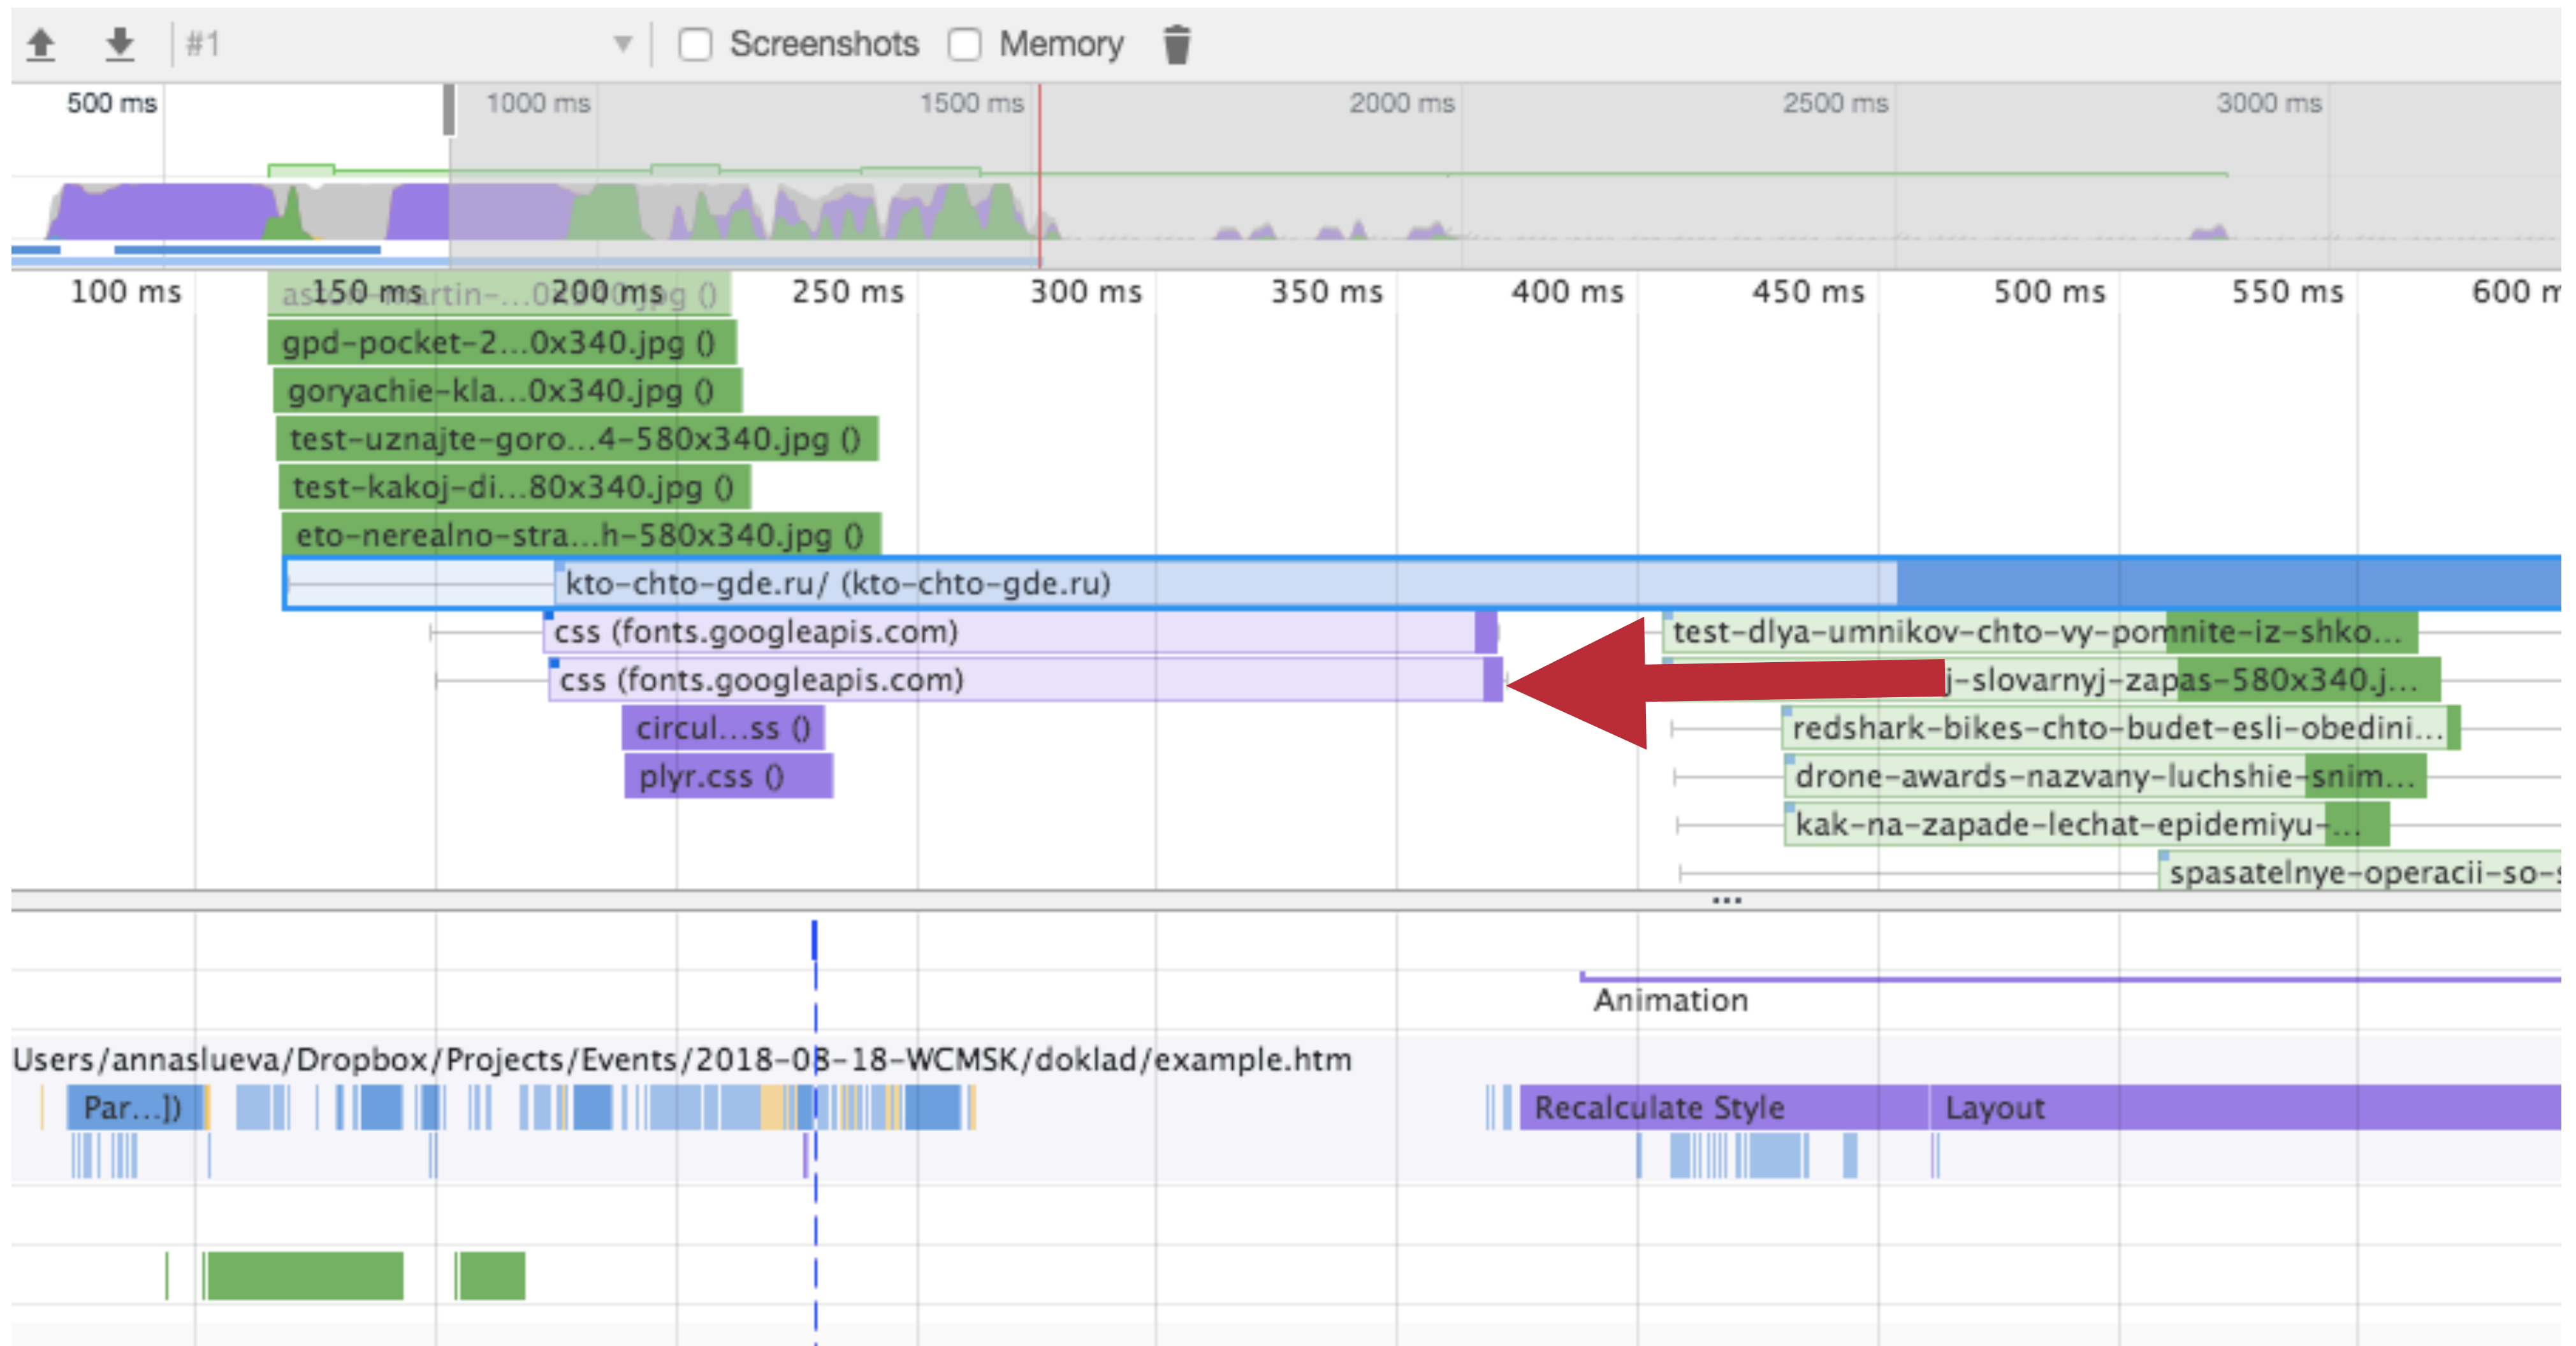 #1 Screenshots Memory
500 ms 1000 ms 1500 ms 2000 ms 2500 ms 3000 ms
100 ms 150 ms 200 ms 250 ms 300 ms 350 ms 400 ms 450 ms 500 ms 550 ms 600 m
gpd-pocket-2...0x340.jpg ()
goryachie-kla...0x340.jpg ()
test-uznajte-goro...4-580x340.jpg ()
test-kakoj-di...80x340.jpg ()
eto-nerealno-stra...h-580x340.jpg ()
kto-chto-gde.ru/ (kto-chto-gde.ru)
css (fonts.googleapis.com) test-dlya-umnikov-chto-vy-pomnite-iz-shko...
css (fonts.googleapis.com) j-slovarnyj-zapas-580x340.j...
circul...ss () redshark-bikes-chto-budet-esli-obedini...
plyr.css () drone-awards-nazvany-luchshie-snim...
kak-na-zapade-lechat-epidemiyu-...
spasatelnye-operacii-so-s
...
Animation
Users/annaslueva/Dropbox/Projects/Events/2018-08-18-WCMSK/doklad/example.htm
Par...]) Recalculate Style Layout